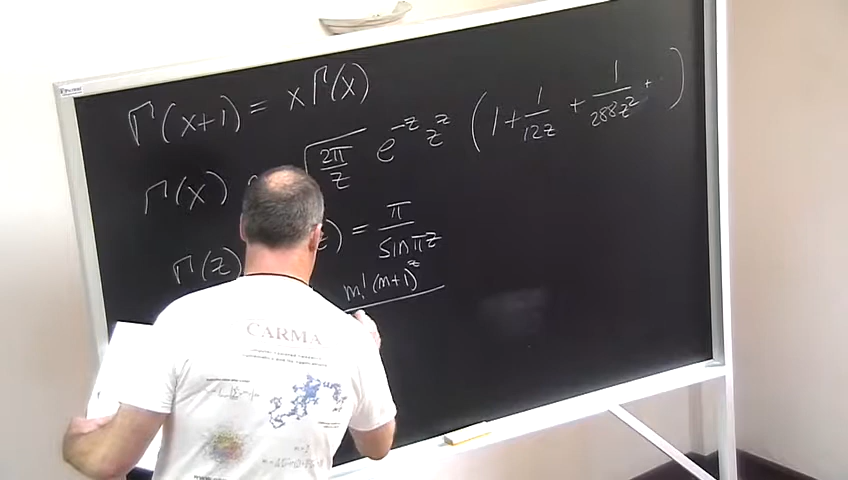 Γ(x+1) = xΓ(x)
Γ(x) √(2π/z) e^(-z) z^z (1 + 1/(12z) + 1/(288z²) + ..)
Γ(z) z) = π/(sin πz)
m! (m+1)^z
CARMA